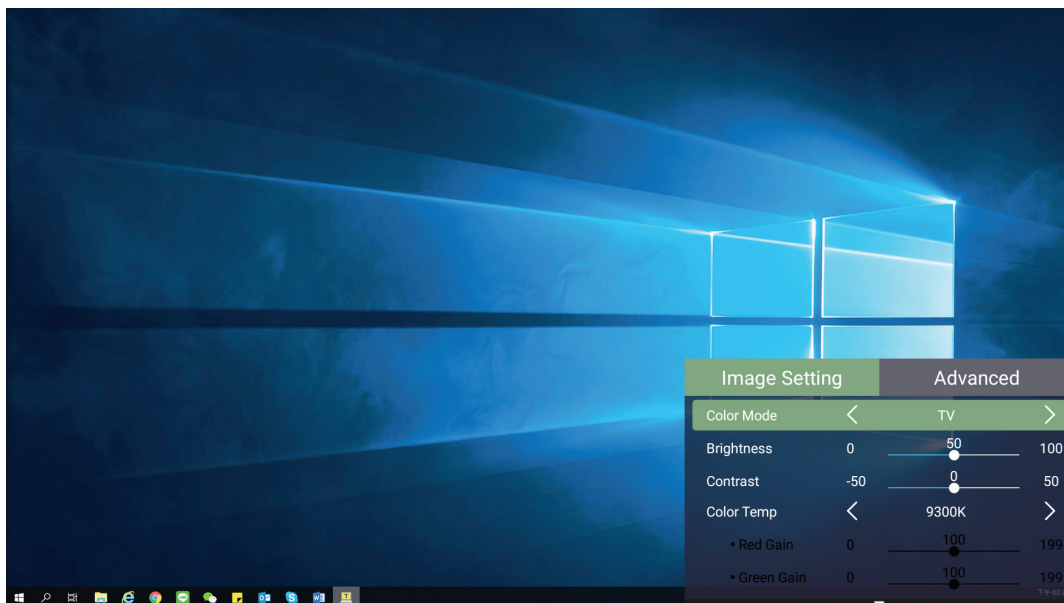 Image Setting Advanced
Color Mode < TV >
Brightness 0 50 100
Contrast -50 0 50
Color Temp < 9300K >
• Red Gain 0 100 199
• Green Gain 0 100 199